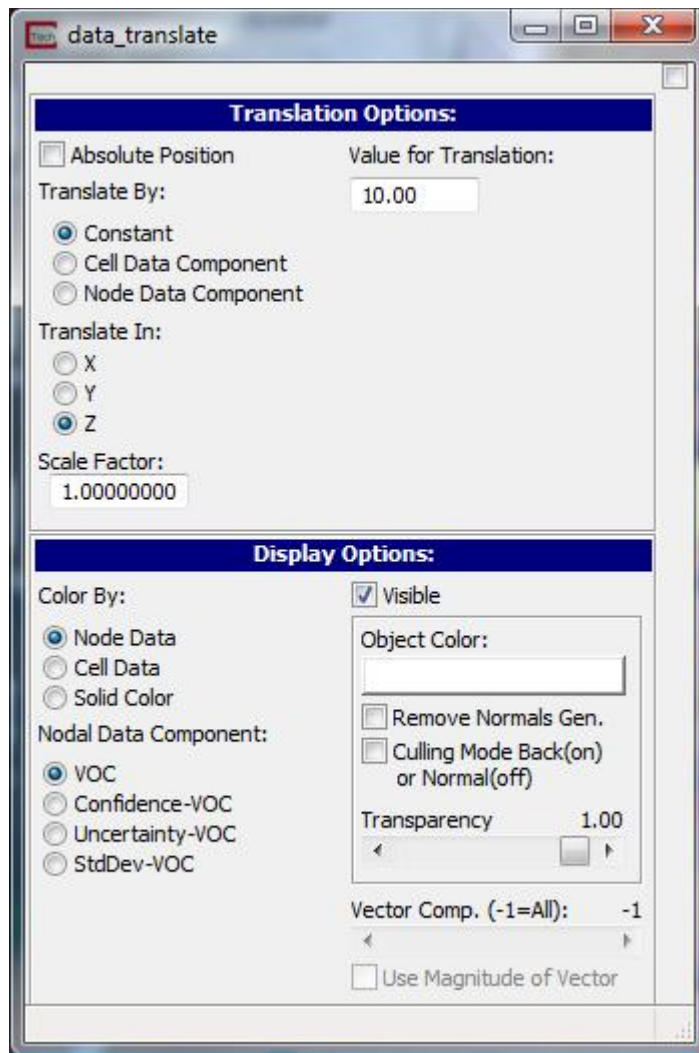 Tech data_translate
Translation Options:
Absolute Position
Translate By:
Constant
Cell Data Component
Node Data Component
Translate In:
X
Y
Z
Scale Factor:
1.00000000
Value for Translation:
10.00
Display Options:
Color By:
Node Data
Cell Data
Solid Color
Nodal Data Component:
VOC
Confidence-VOC
Uncertainty-VOC
StdDev-VOC
Visible
Object Color:
Remove Normals Gen.
Culling Mode Back(on)
or Normal(off)
Transparency 1.00
Vector Comp. (-1=All): -1
Use Magnitude of Vector